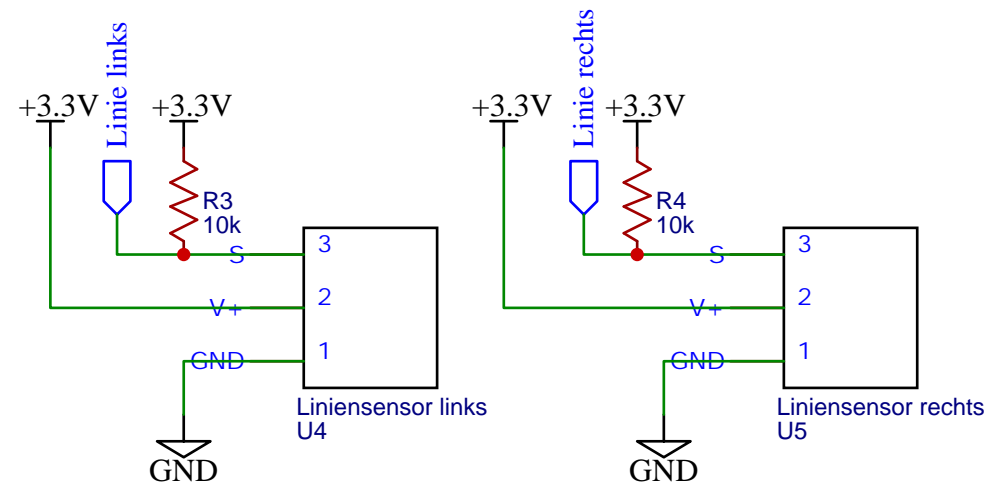 Linie links
+3.3V
+3.3V
R3
10k
S
3
V+
2
GND
1
Liniensensor links
U4
GND
Linie rechts
+3.3V
+3.3V
R4
10k
S
3
V+
2
GND
1
Liniensensor rechts
U5
GND